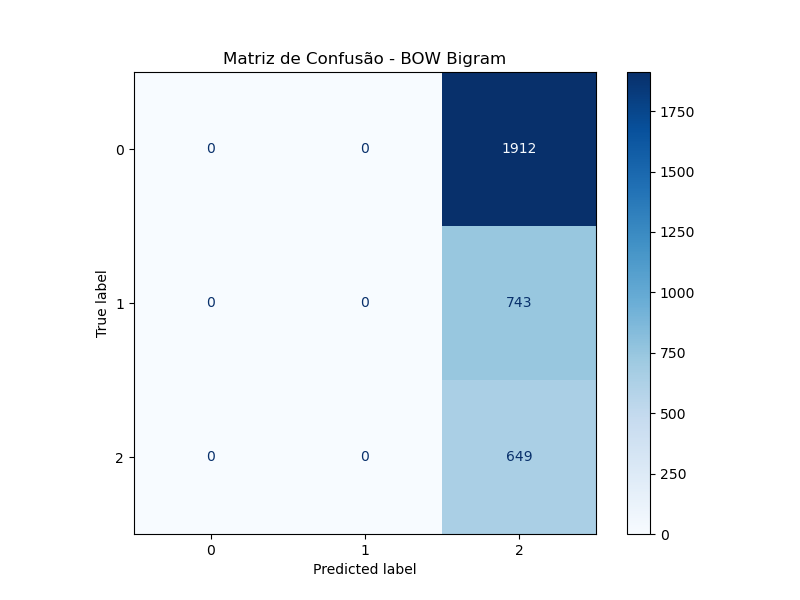 Matriz de Confusão - BOW Bigram
0 0 0 1912
1 0 0 743
2 0 0 649
0 1 2
True label
Predicted label
1750
1500
1250
1000
750
500
250
0